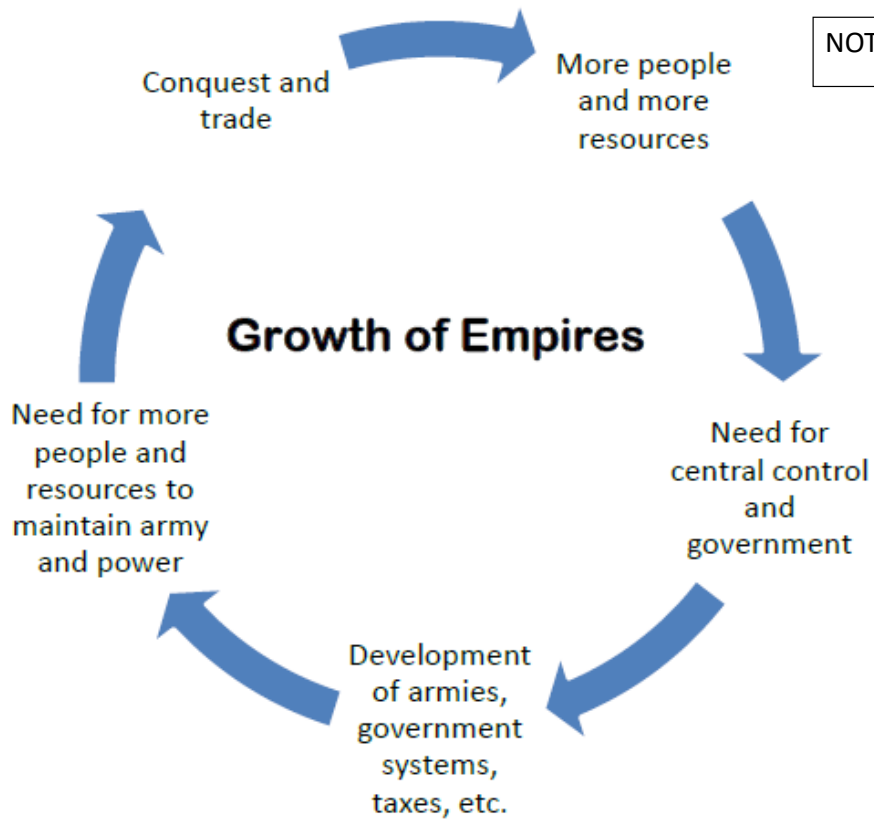 Conquest and
trade
More people
and more
resources
NOT
Growth of Empires
Need for
central control
and
government
Development
of armies,
government
systems,
taxes, etc.
Need for more
people and
resources to
maintain army
and power